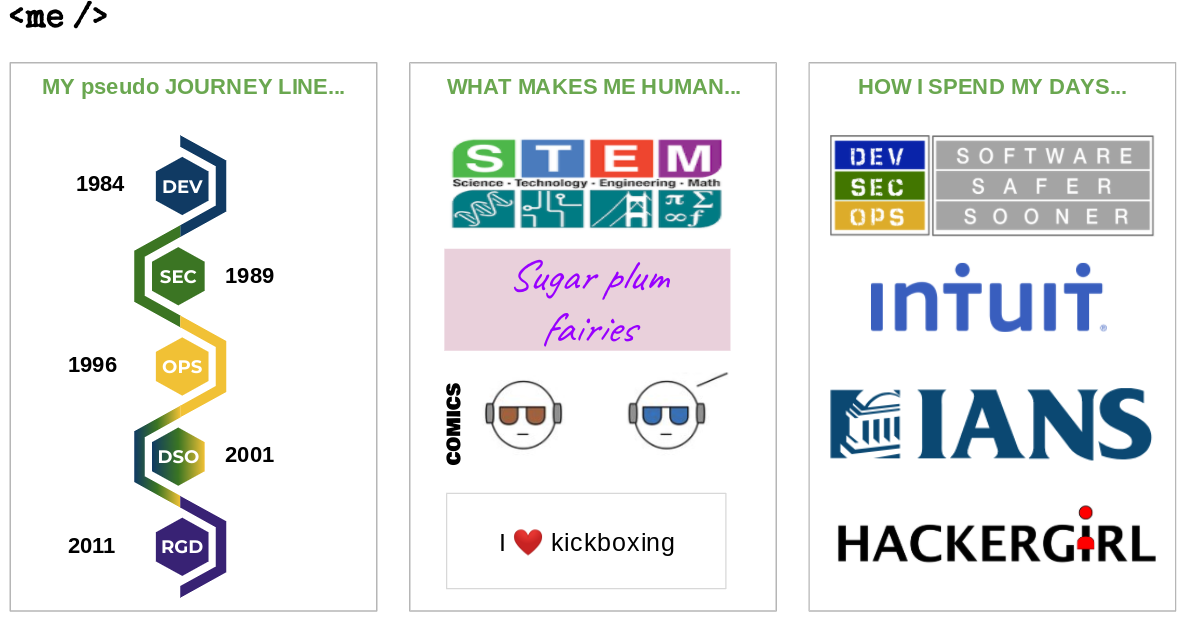 <me />
MY pseudo JOURNEY LINE...
1984
DEV
SEC
1989
1996
OPS
DSO
2001
2011
RGD
WHAT MAKES ME HUMAN...
STEM
Science - Technology - Engineering - Math
π Σ
∞ f
Sugar plum
fairies
COMICS
I ❤️ kickboxing
HOW I SPEND MY DAYS...
DEV SOFTWARE
SEC SAFER
OPS SOONER
intuit®
IANS
HACKERGiRL